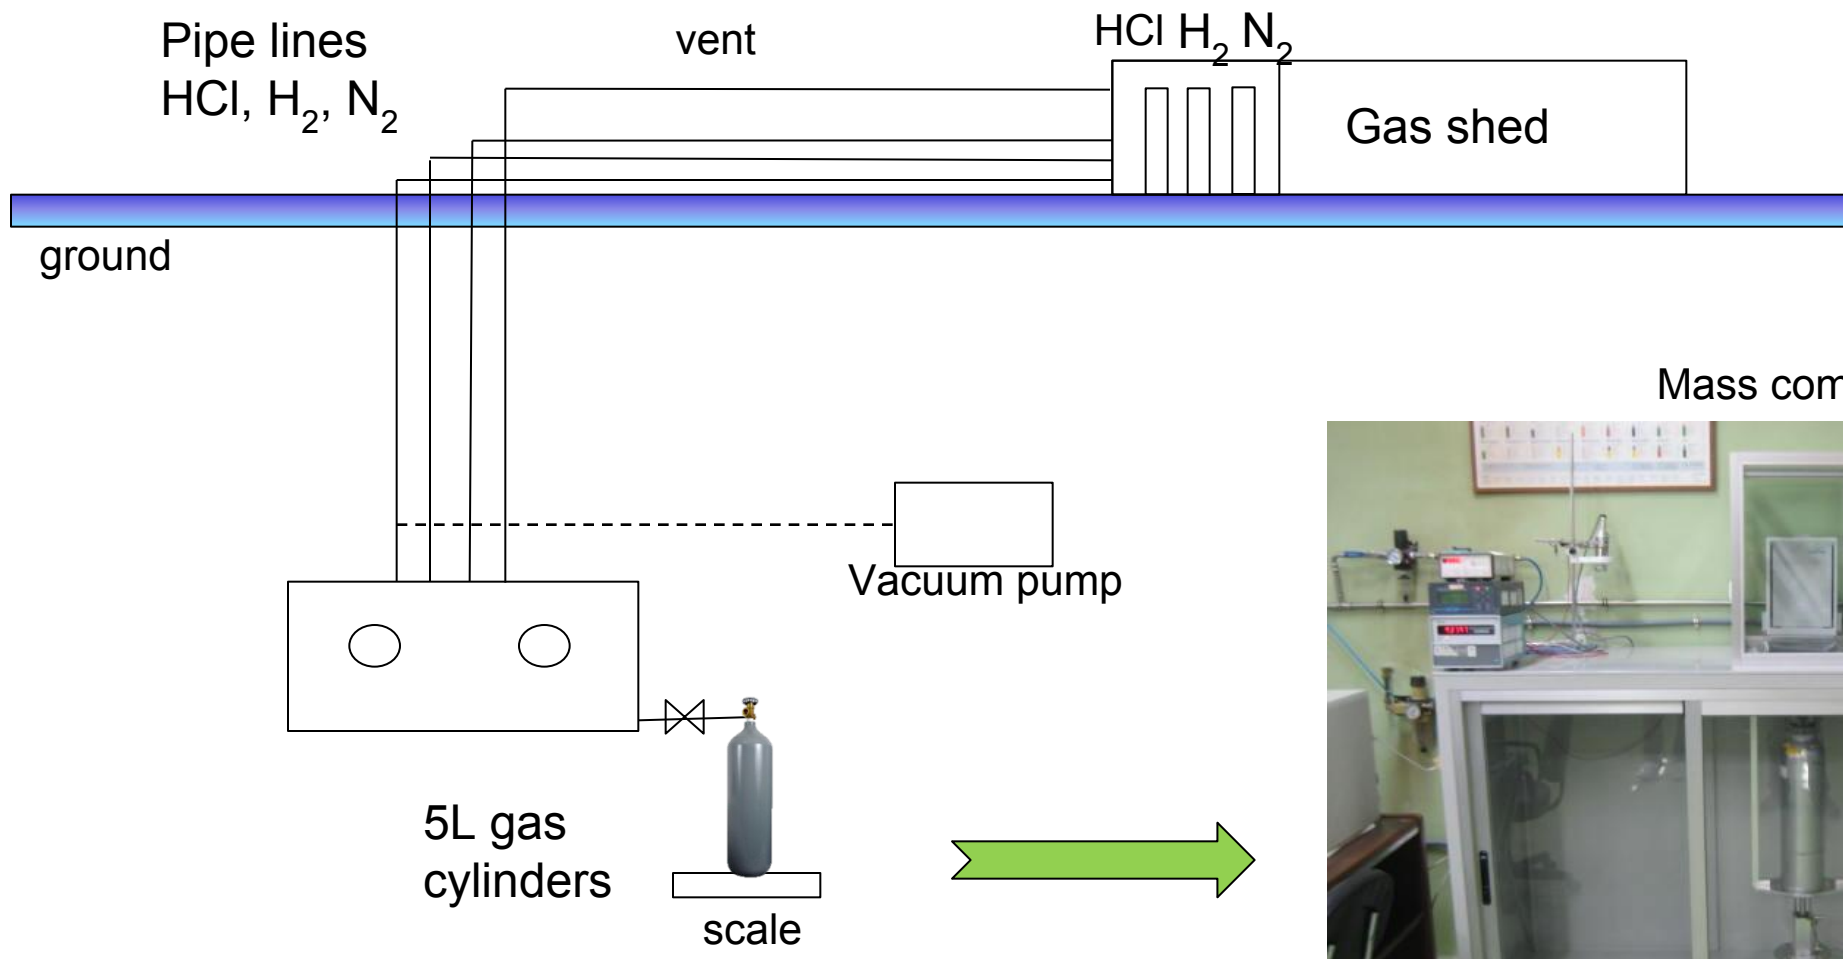 Pipe lines
HCl, H₂, N₂
vent
HCl H₂ N₂
Gas shed
ground
Mass com
Vacuum pump
5L gas
cylinders
scale